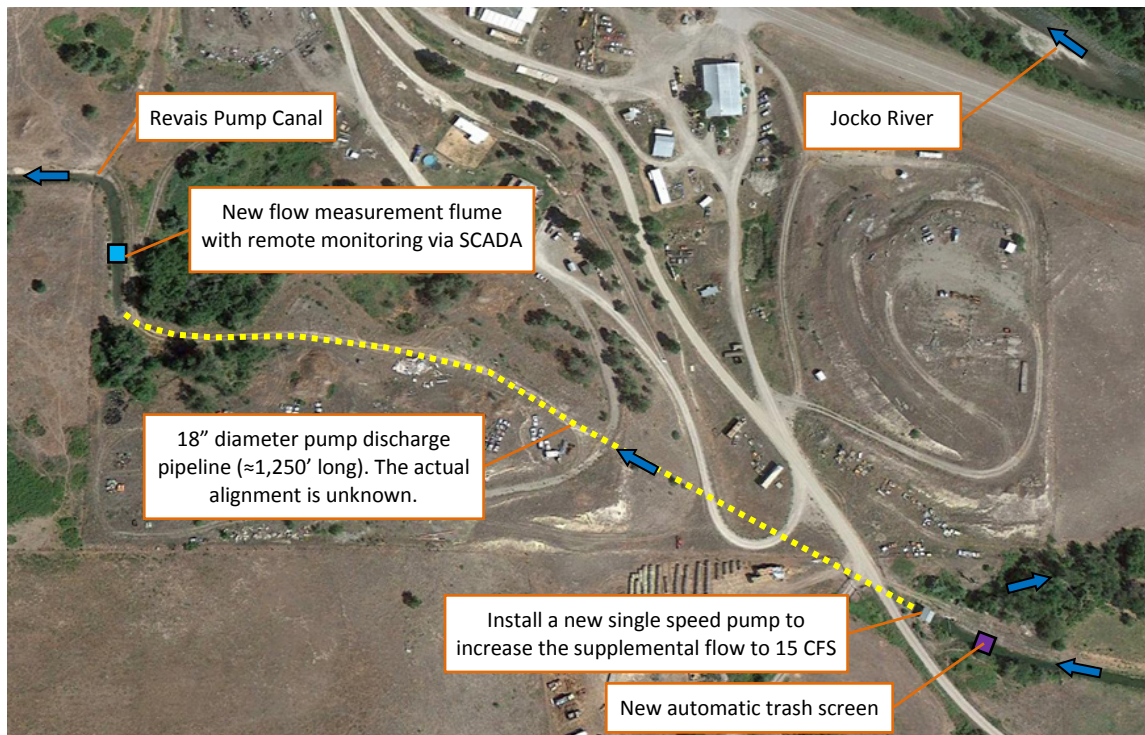 Revais Pump Canal
Jocko River
New flow measurement flume
with remote monitoring via SCADA
18” diameter pump discharge
pipeline (≈1,250’ long). The actual
alignment is unknown.
Install a new single speed pump to
increase the supplemental flow to 15 CFS
New automatic trash screen